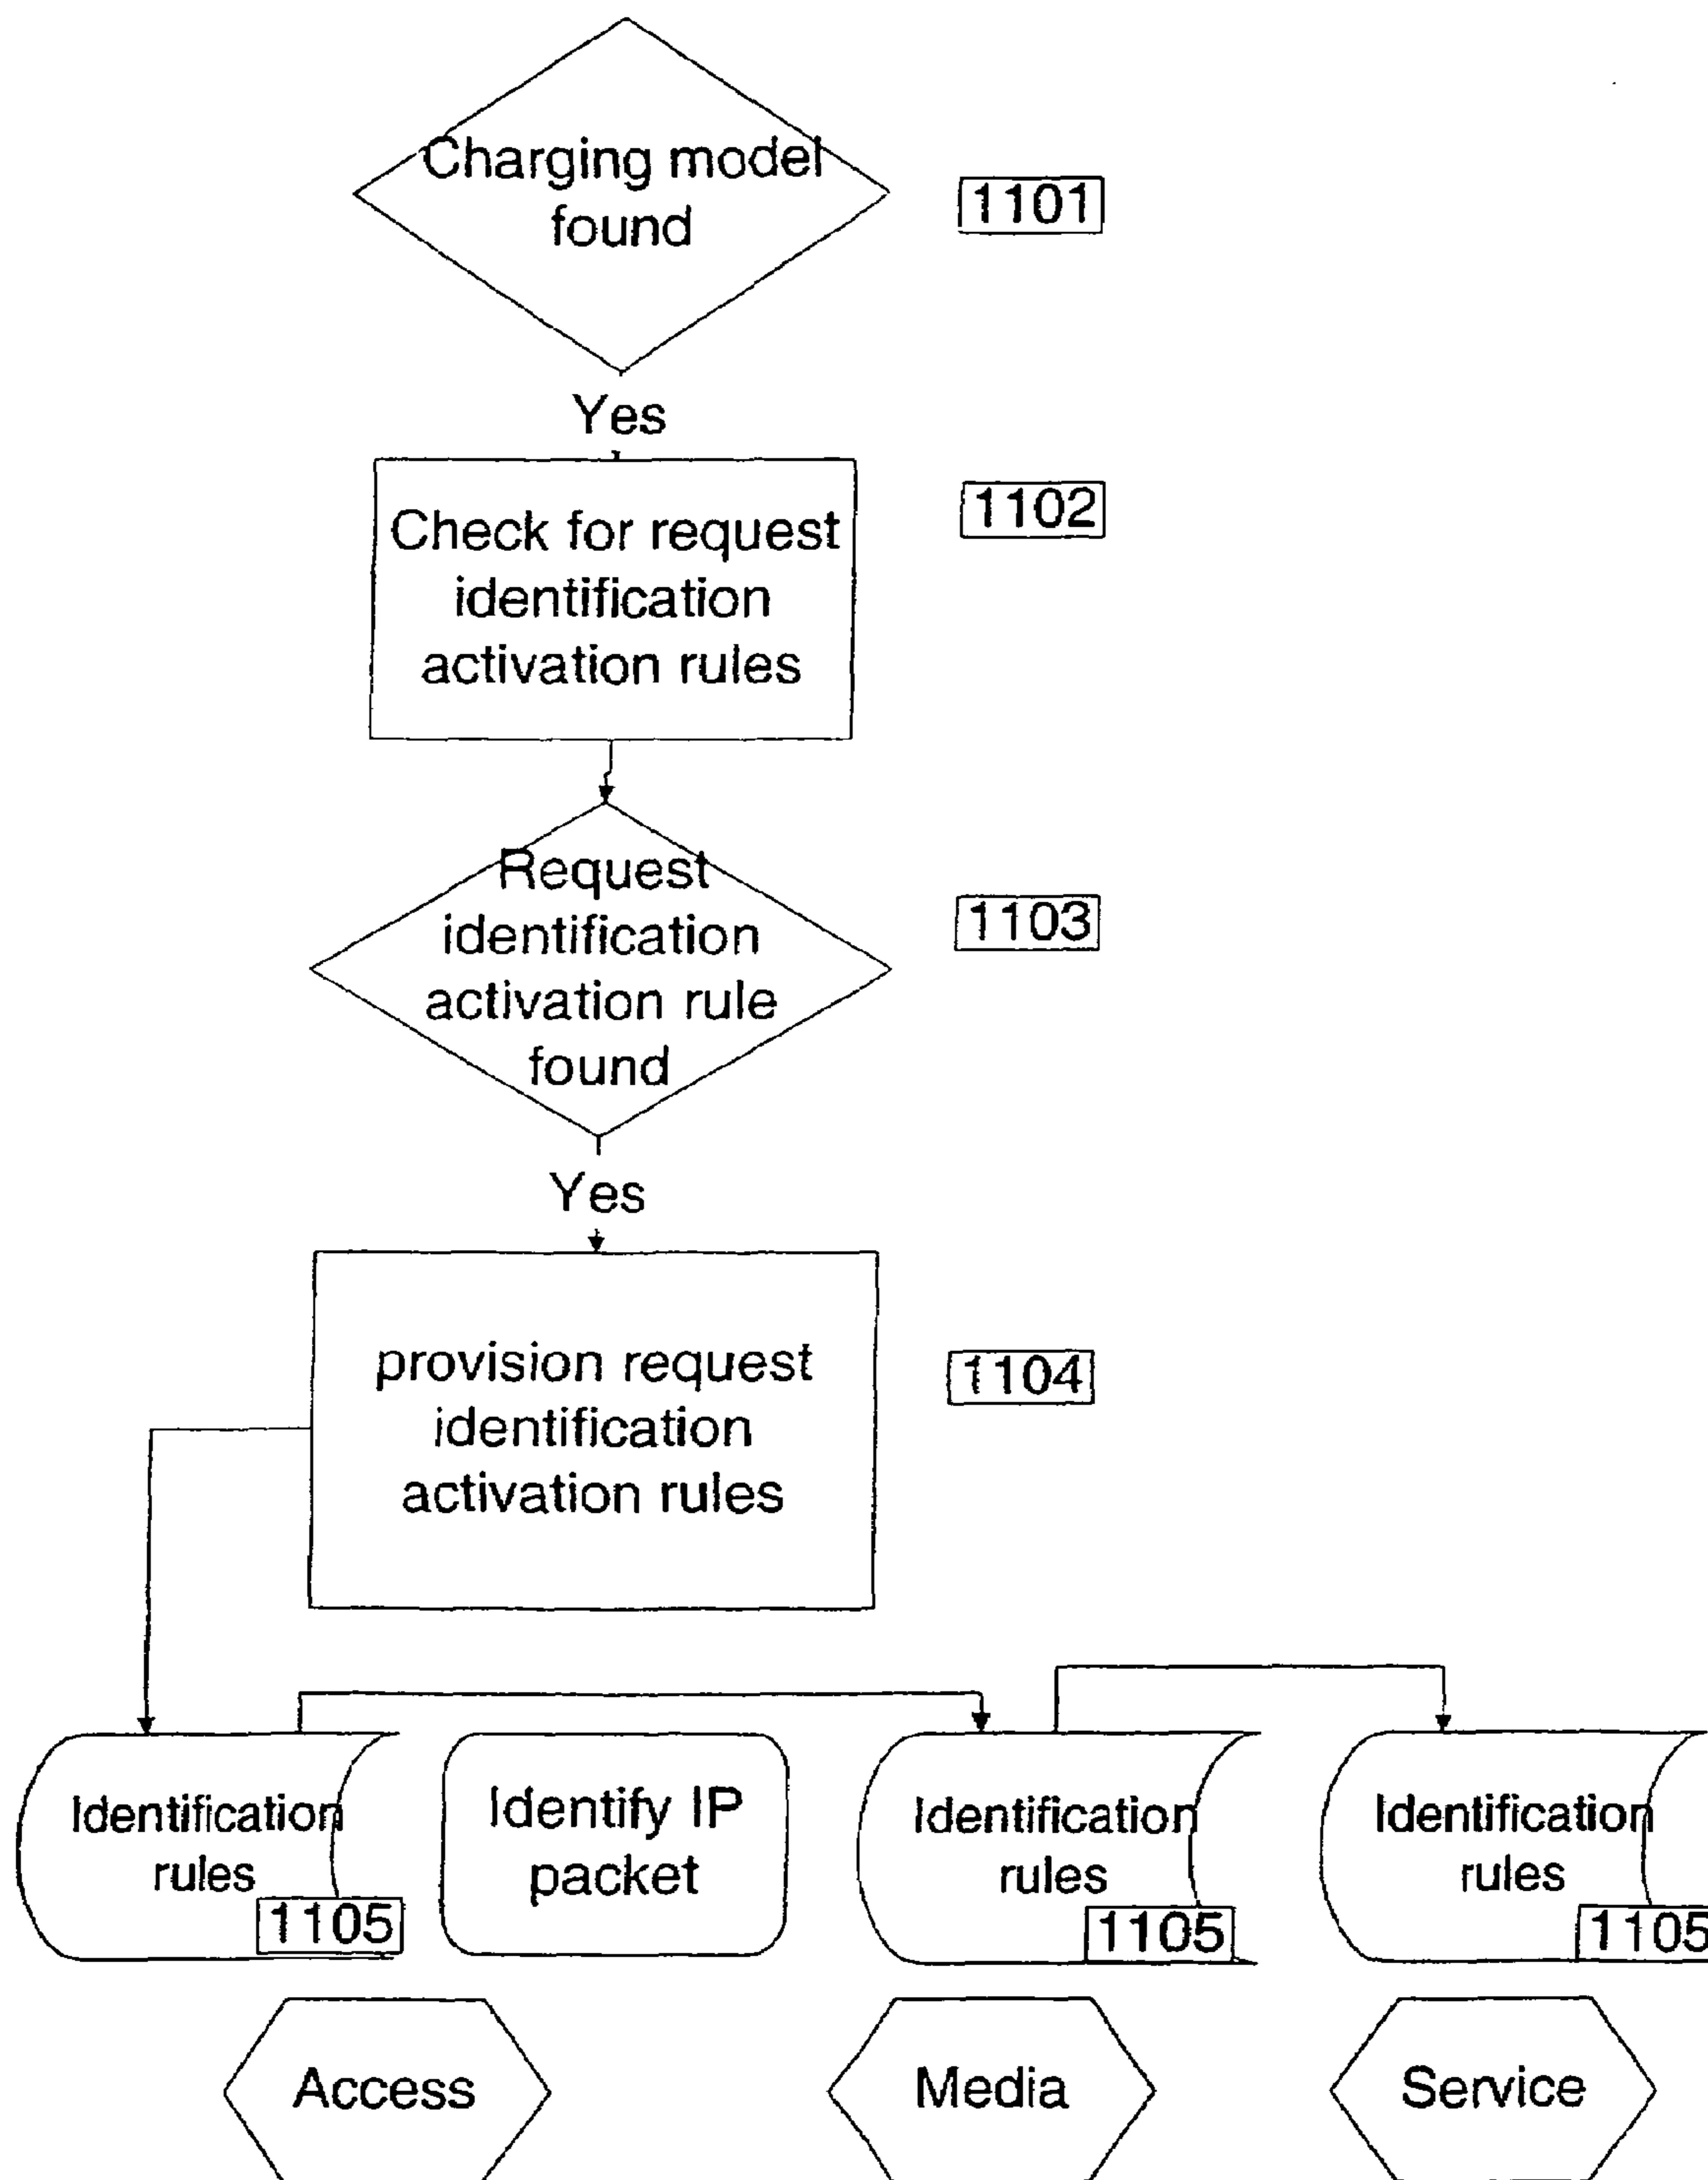 Charging model
found
1101
Yes
Check for request
identification
activation rules
1102
Request
identification
activation rule
found
1103
Yes
provision request
identification
activation rules
1104
Identification
rules
1105
Identify IP
packet
Identification
rules
1105
Identification
rules
1105
Access
Media
Service